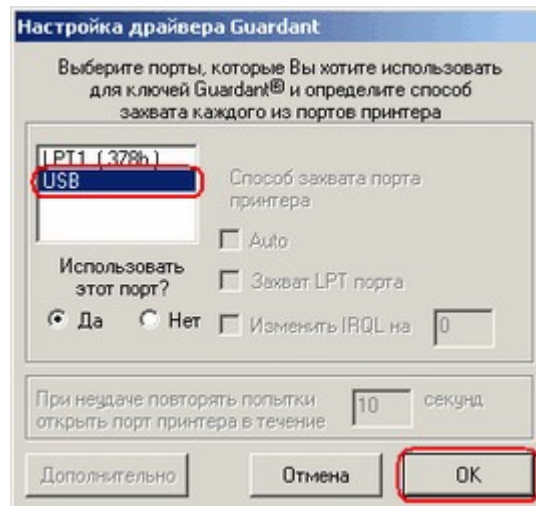 Настройка драйвера Guardant
Выберите порты, которые Вы хотите использовать
для ключей Guardant® и определите способ
захвата каждого из портов принтера
LPT1 (378h)
USB
Способ захвата порта
принтера
Auto
Использовать
этот порт?
Захват LPT порта
Да Нет
Изменить IRQL на 0
При неудаче повторять попытки
открыть порт принтера в течение
10 секунд
Дополнительно Отмена OK